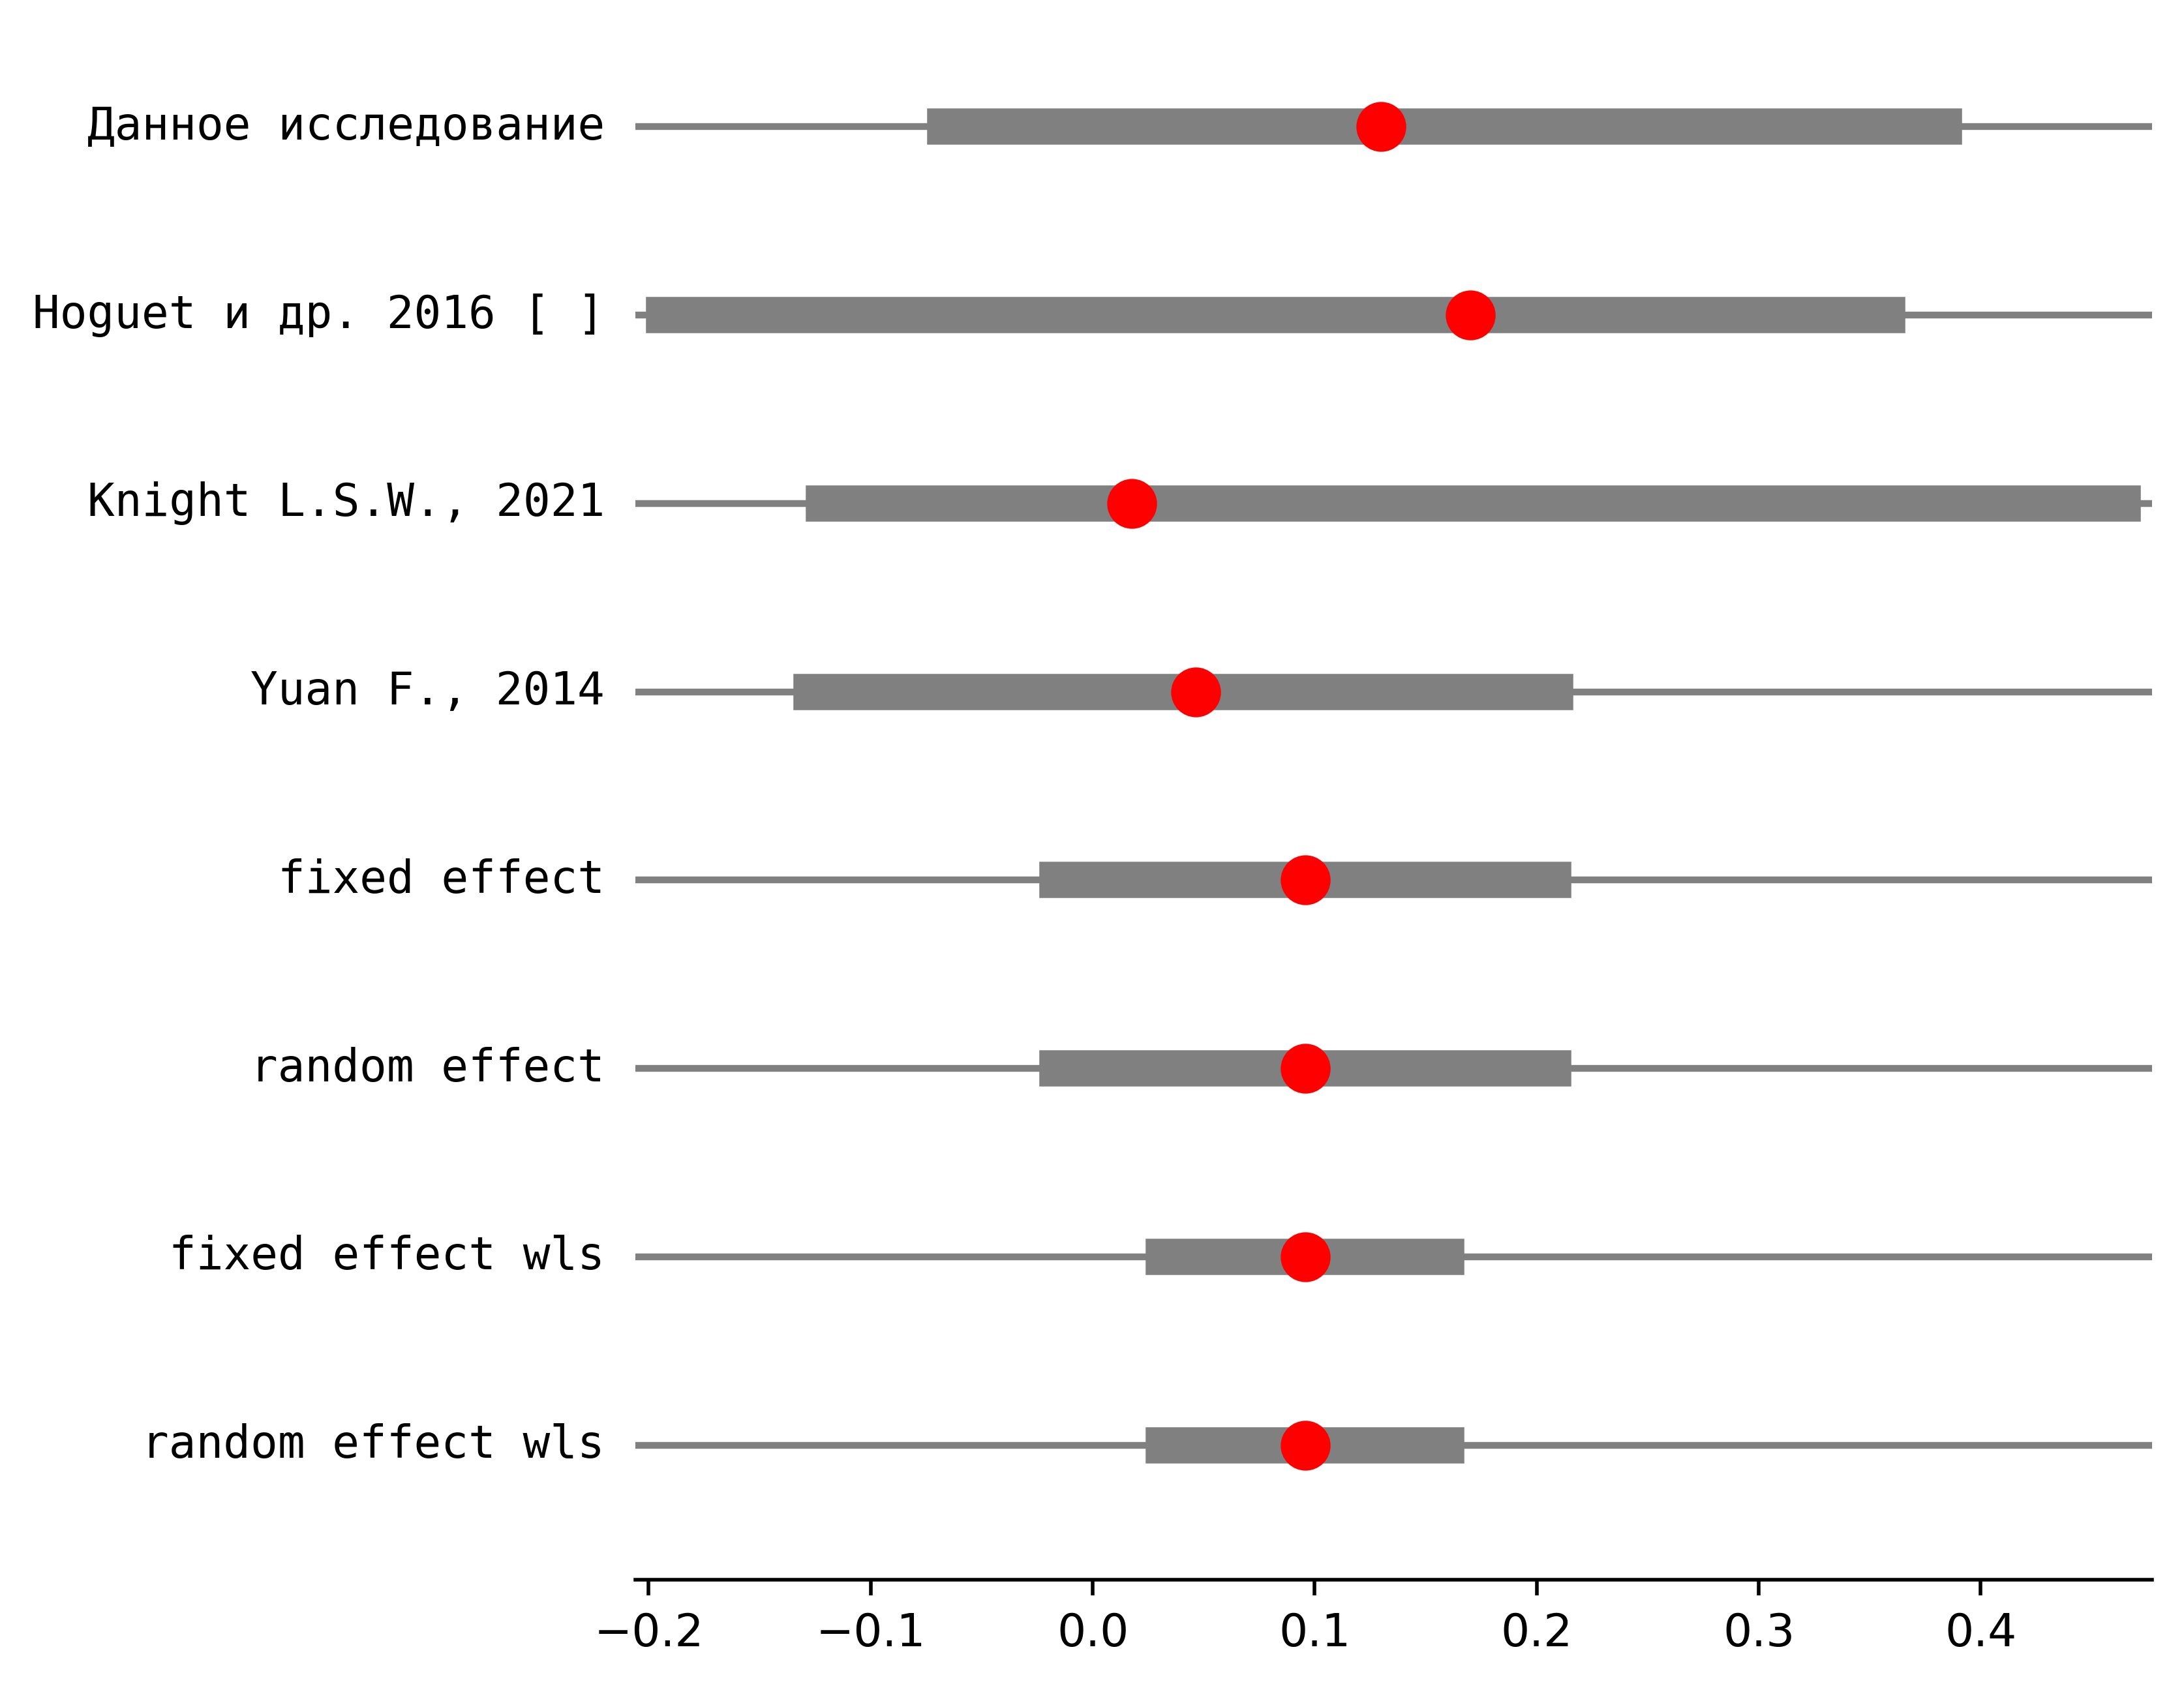 Данное исследование
Hoguet и др. 2016 [ ]
Knight L.S.W., 2021
Yuan F., 2014
fixed effect
random effect
fixed effect wls
random effect wls
−0.2 −0.1 0.0 0.1 0.2 0.3 0.4